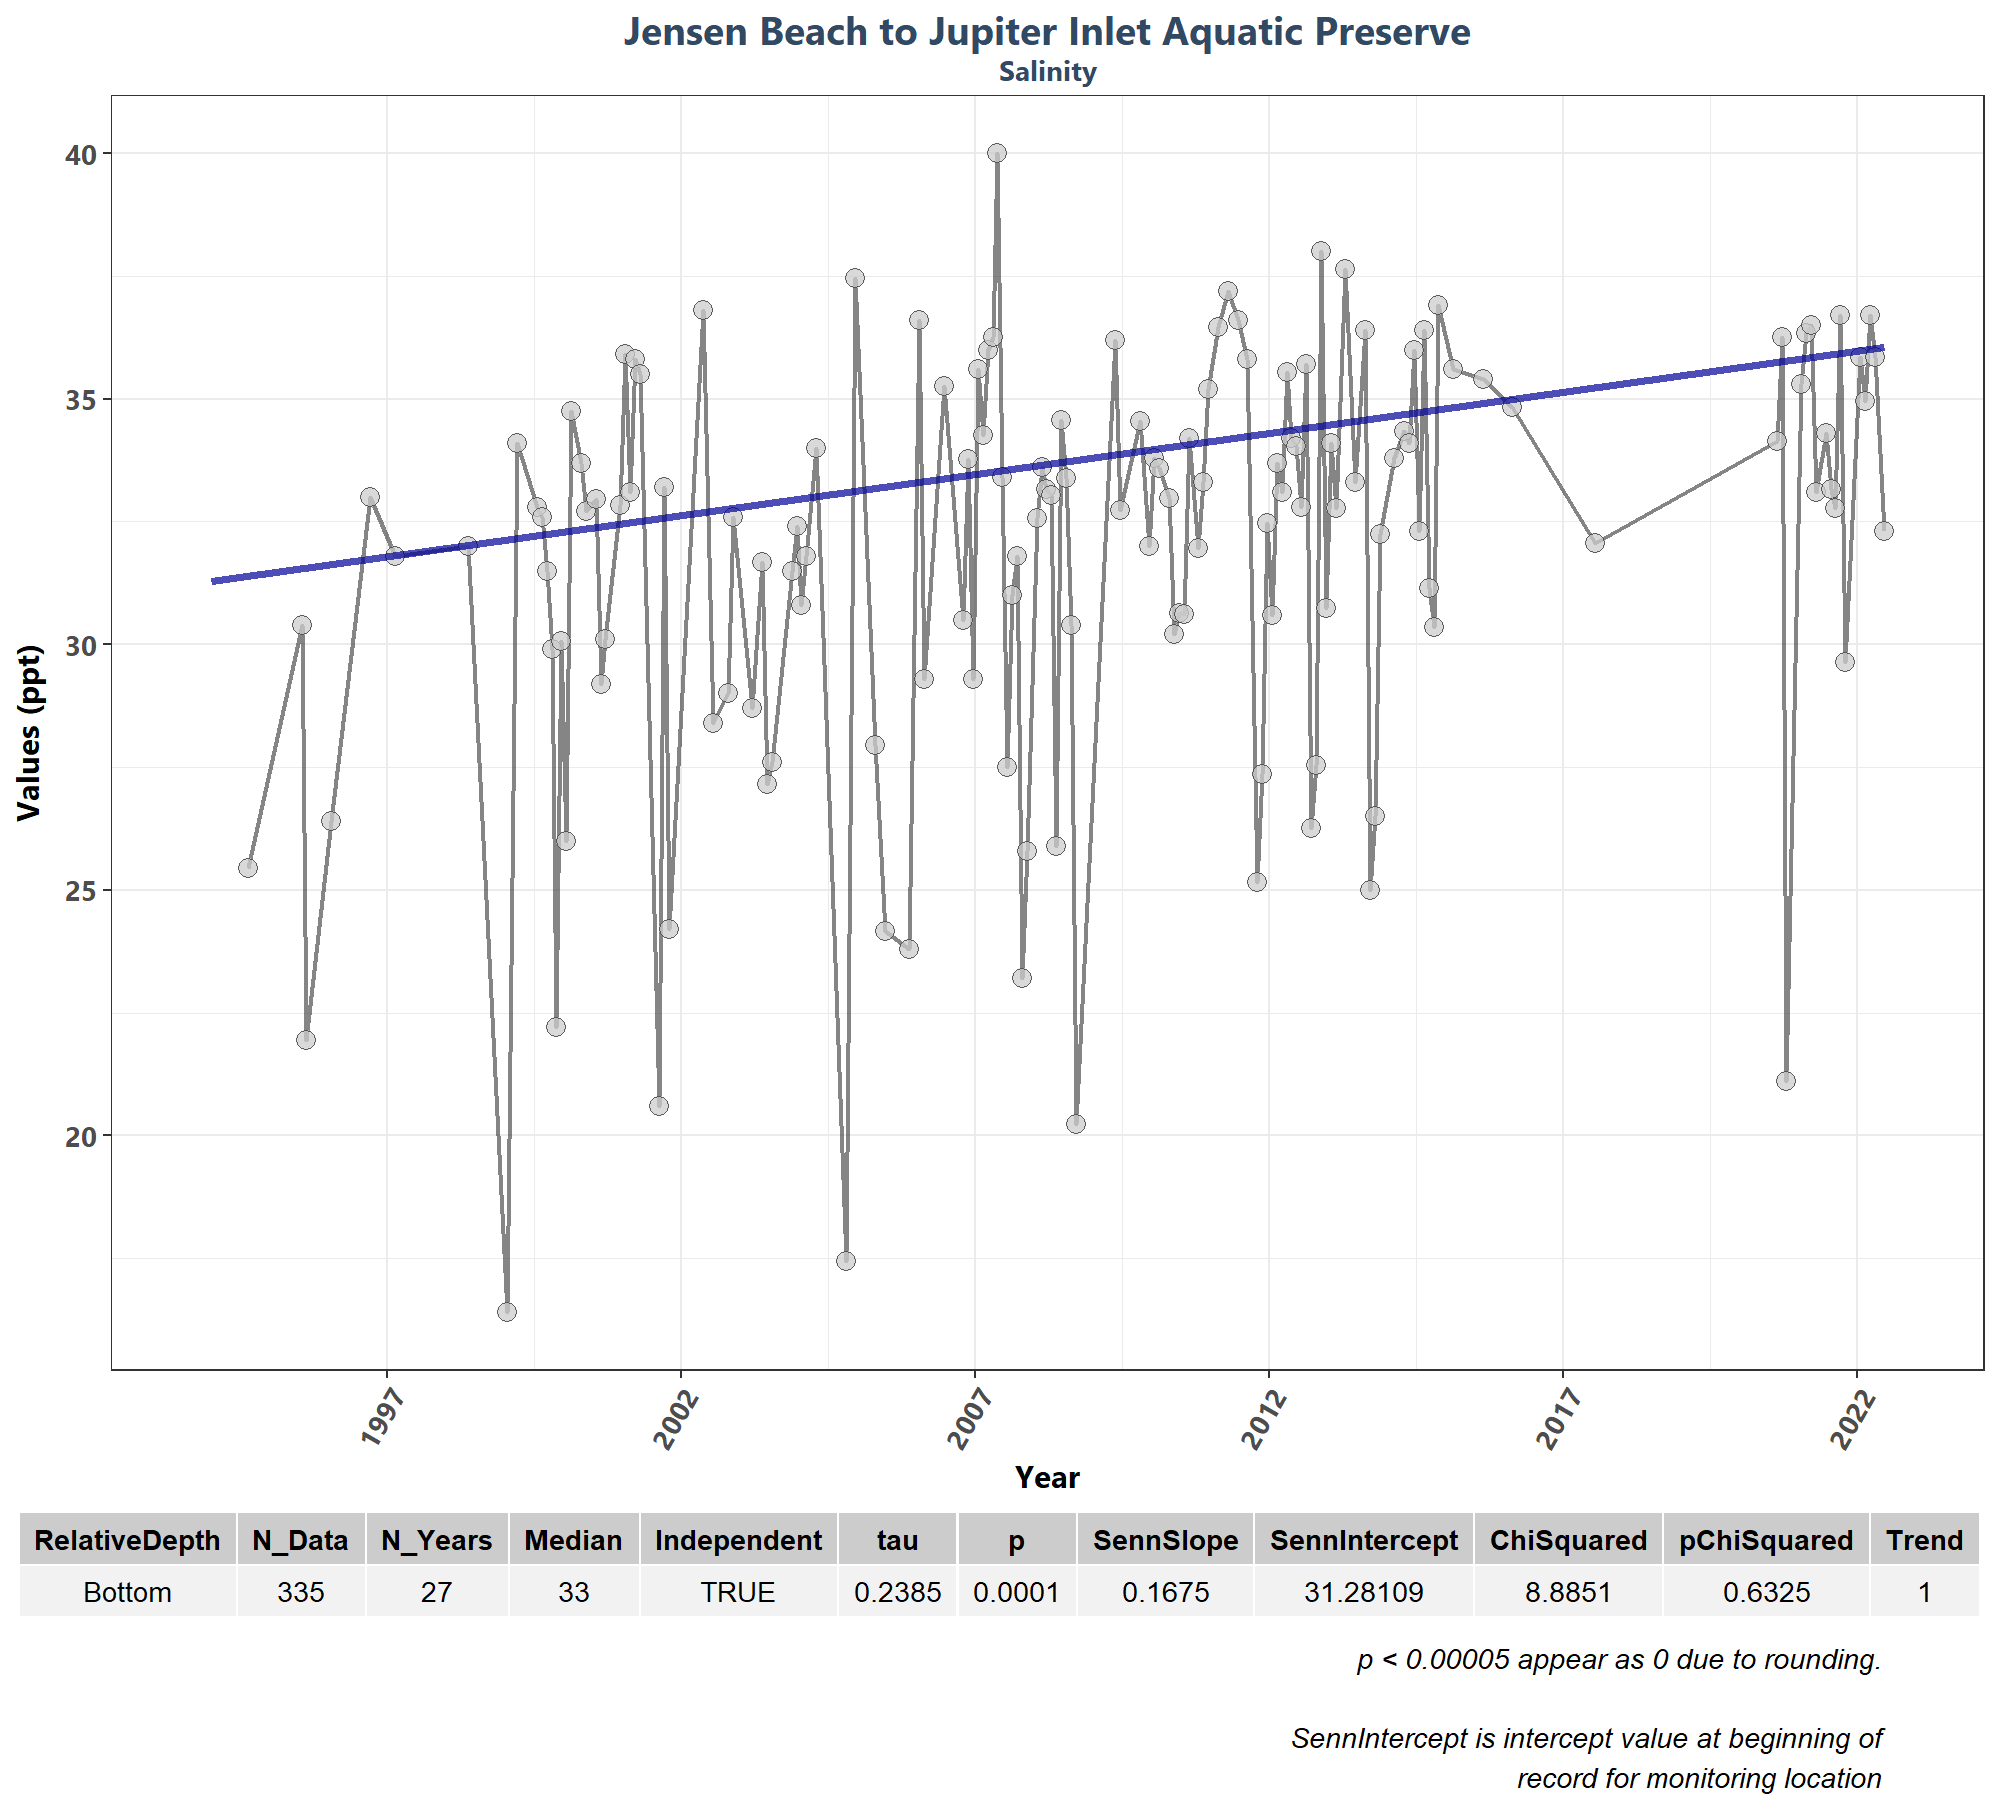 Jensen Beach to Jupiter Inlet Aquatic Preserve
Salinity
Values (ppt)
40
35
30
25
20
1997
2002
2007
2012
2017
2022
Year
RelativeDepth N_Data N_Years Median Independent tau p SennSlope SennIntercept ChiSquared pChiSquared Trend
Bottom 335 27 33 TRUE 0.2385 0.0001 0.1675 31.28109 8.8851 0.6325 1
p < 0.00005 appear as 0 due to rounding.
SennIntercept is intercept value at beginning of
record for monitoring location